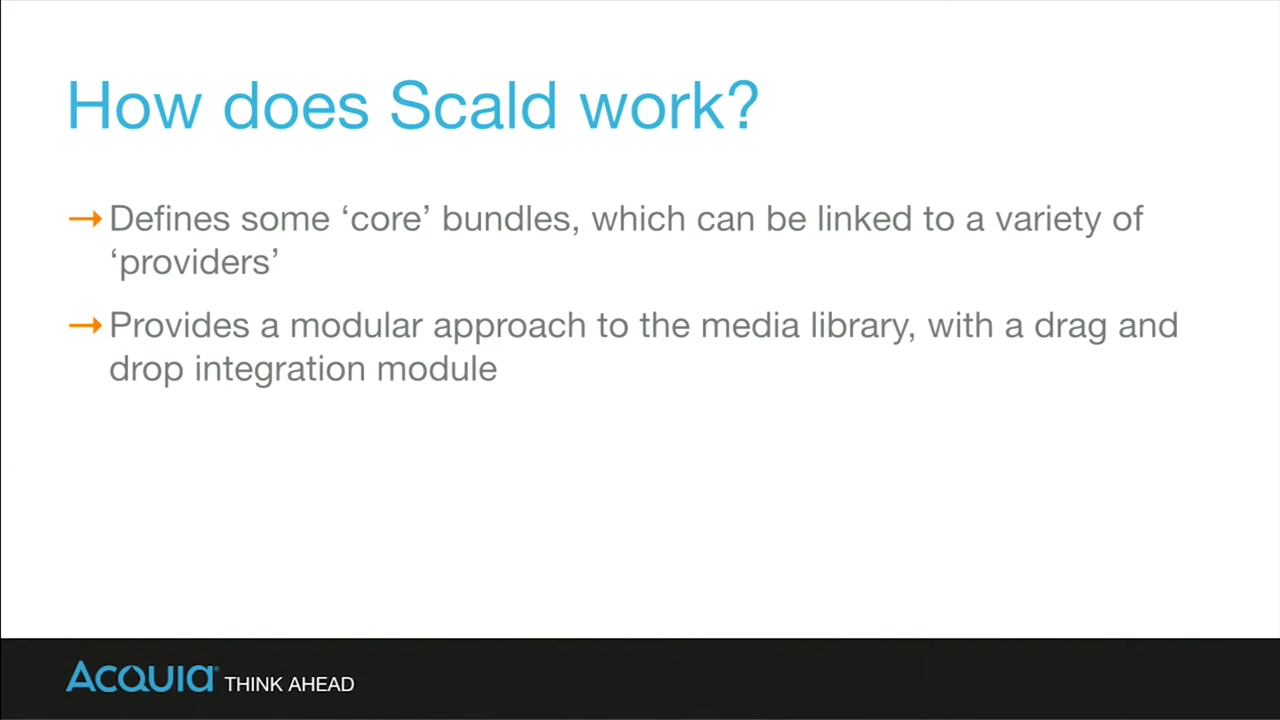 How does Scald work?
→ Defines some ‘core’ bundles, which can be linked to a variety of
‘providers’
→ Provides a modular approach to the media library, with a drag and
drop integration module
ACQUIA® THINK AHEAD